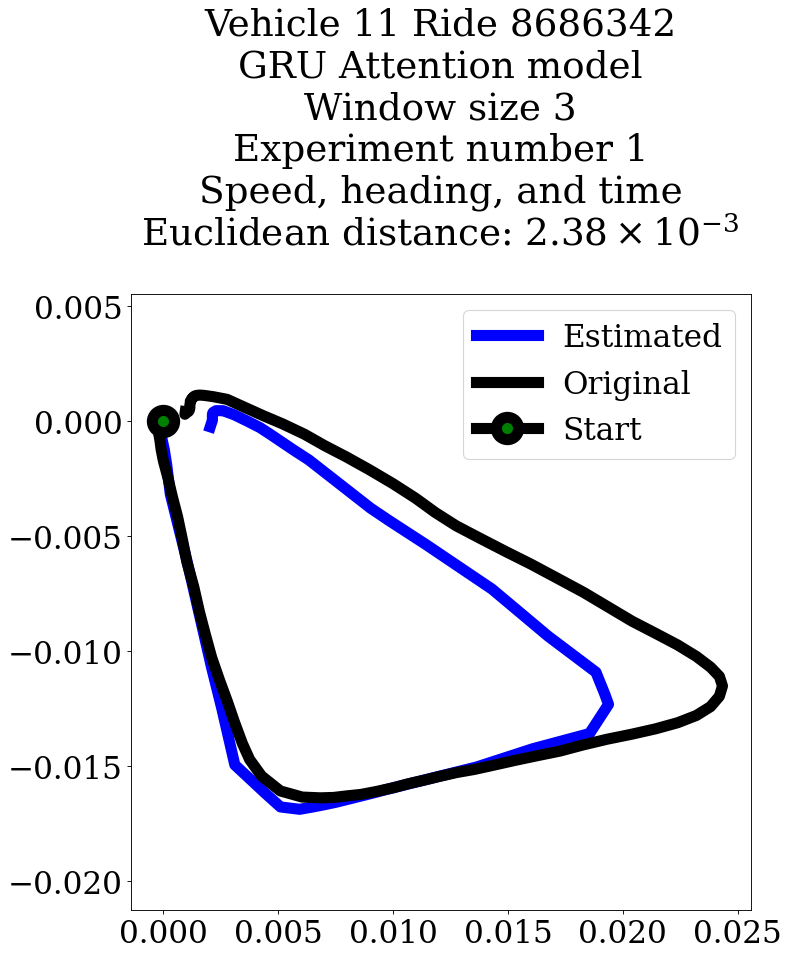 Vehicle 11 Ride 8686342
GRU Attention model
Window size 3
Experiment number 1
Speed, heading, and time
Euclidean distance: 2.38 × 10⁻³
Estimated
Original
Start
0.005
0.000
−0.005
−0.010
−0.015
−0.020
0.000 0.005 0.010 0.015 0.020 0.025